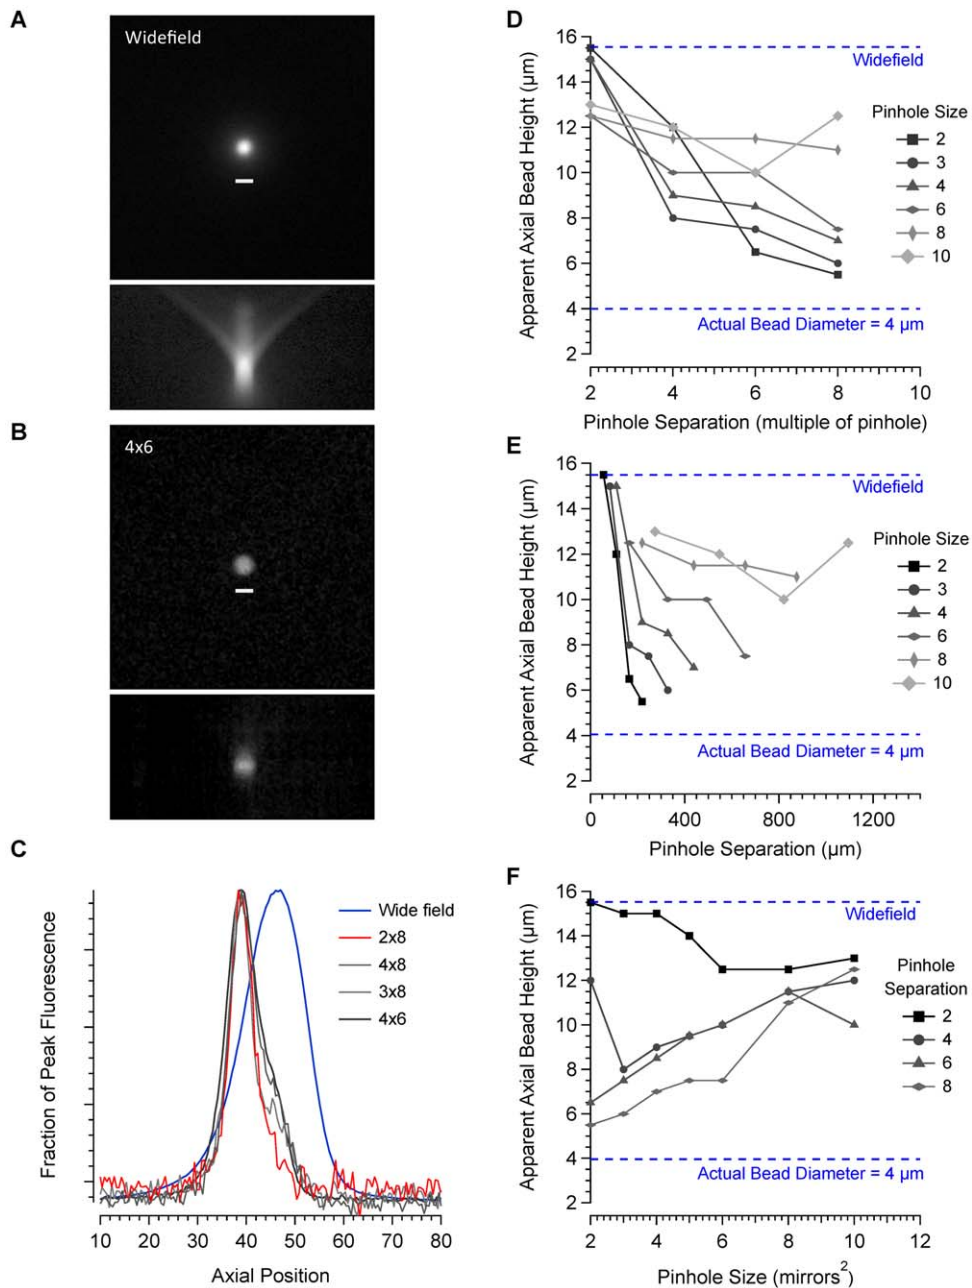 A
Widefield
B
4x6
C
Fraction of Peak Fluorescence
Wide field
2x8
4x8
3x8
4x6
10 20 30 40 50 60 70 80
Axial Position
D
Apparent Axial Bead Height (µm)
16
14
12
10
8
6
4
2
Widefield
Actual Bead Diameter = 4 µm
Pinhole Size
2
3
4
6
8
10
2 4 6 8 10
Pinhole Separation (multiple of pinhole)
E
Apparent Axial Bead Height (µm)
16
14
12
10
8
6
4
2
Widefield
Actual Bead Diameter = 4 µm
Pinhole Size
2
3
4
6
8
10
0 400 800 1200
Pinhole Separation (µm)
F
Apparent Axial Bead Height (µm)
16
14
12
10
8
6
4
2
Widefield
Actual Bead Diameter = 4 µm
Pinhole
Separation
2
4
6
8
2 4 6 8 10 12
Pinhole Size (mirrors²)